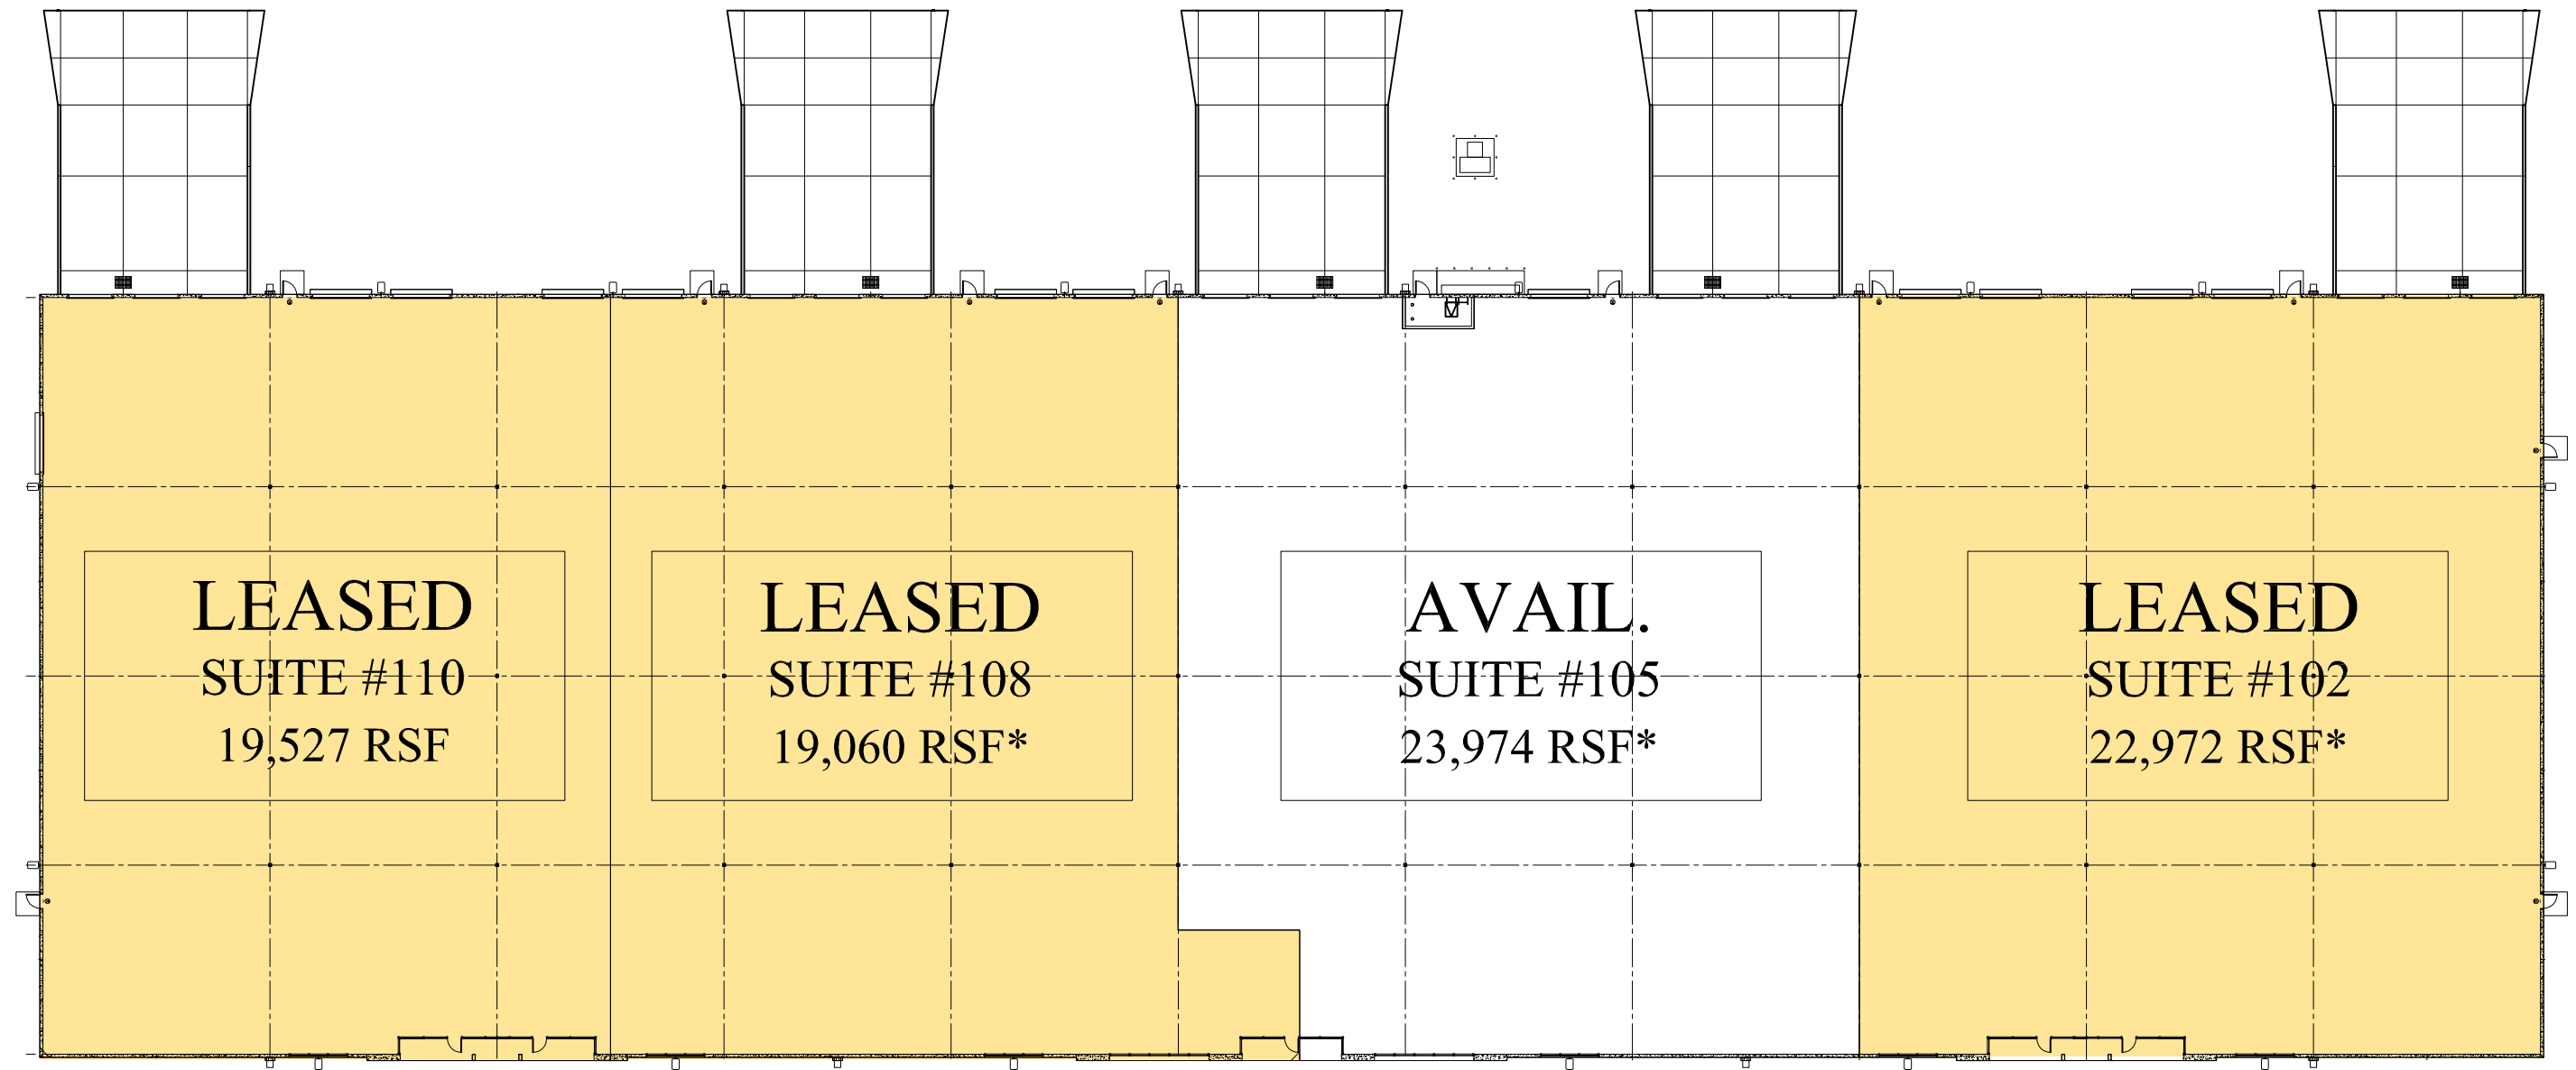 LEASED
SUITE #110
19,527 RSF
LEASED
SUITE #108
19,060 RSF*
AVAIL.
SUITE #105
23,974 RSF*
LEASED
SUITE #102
22,972 RSF*